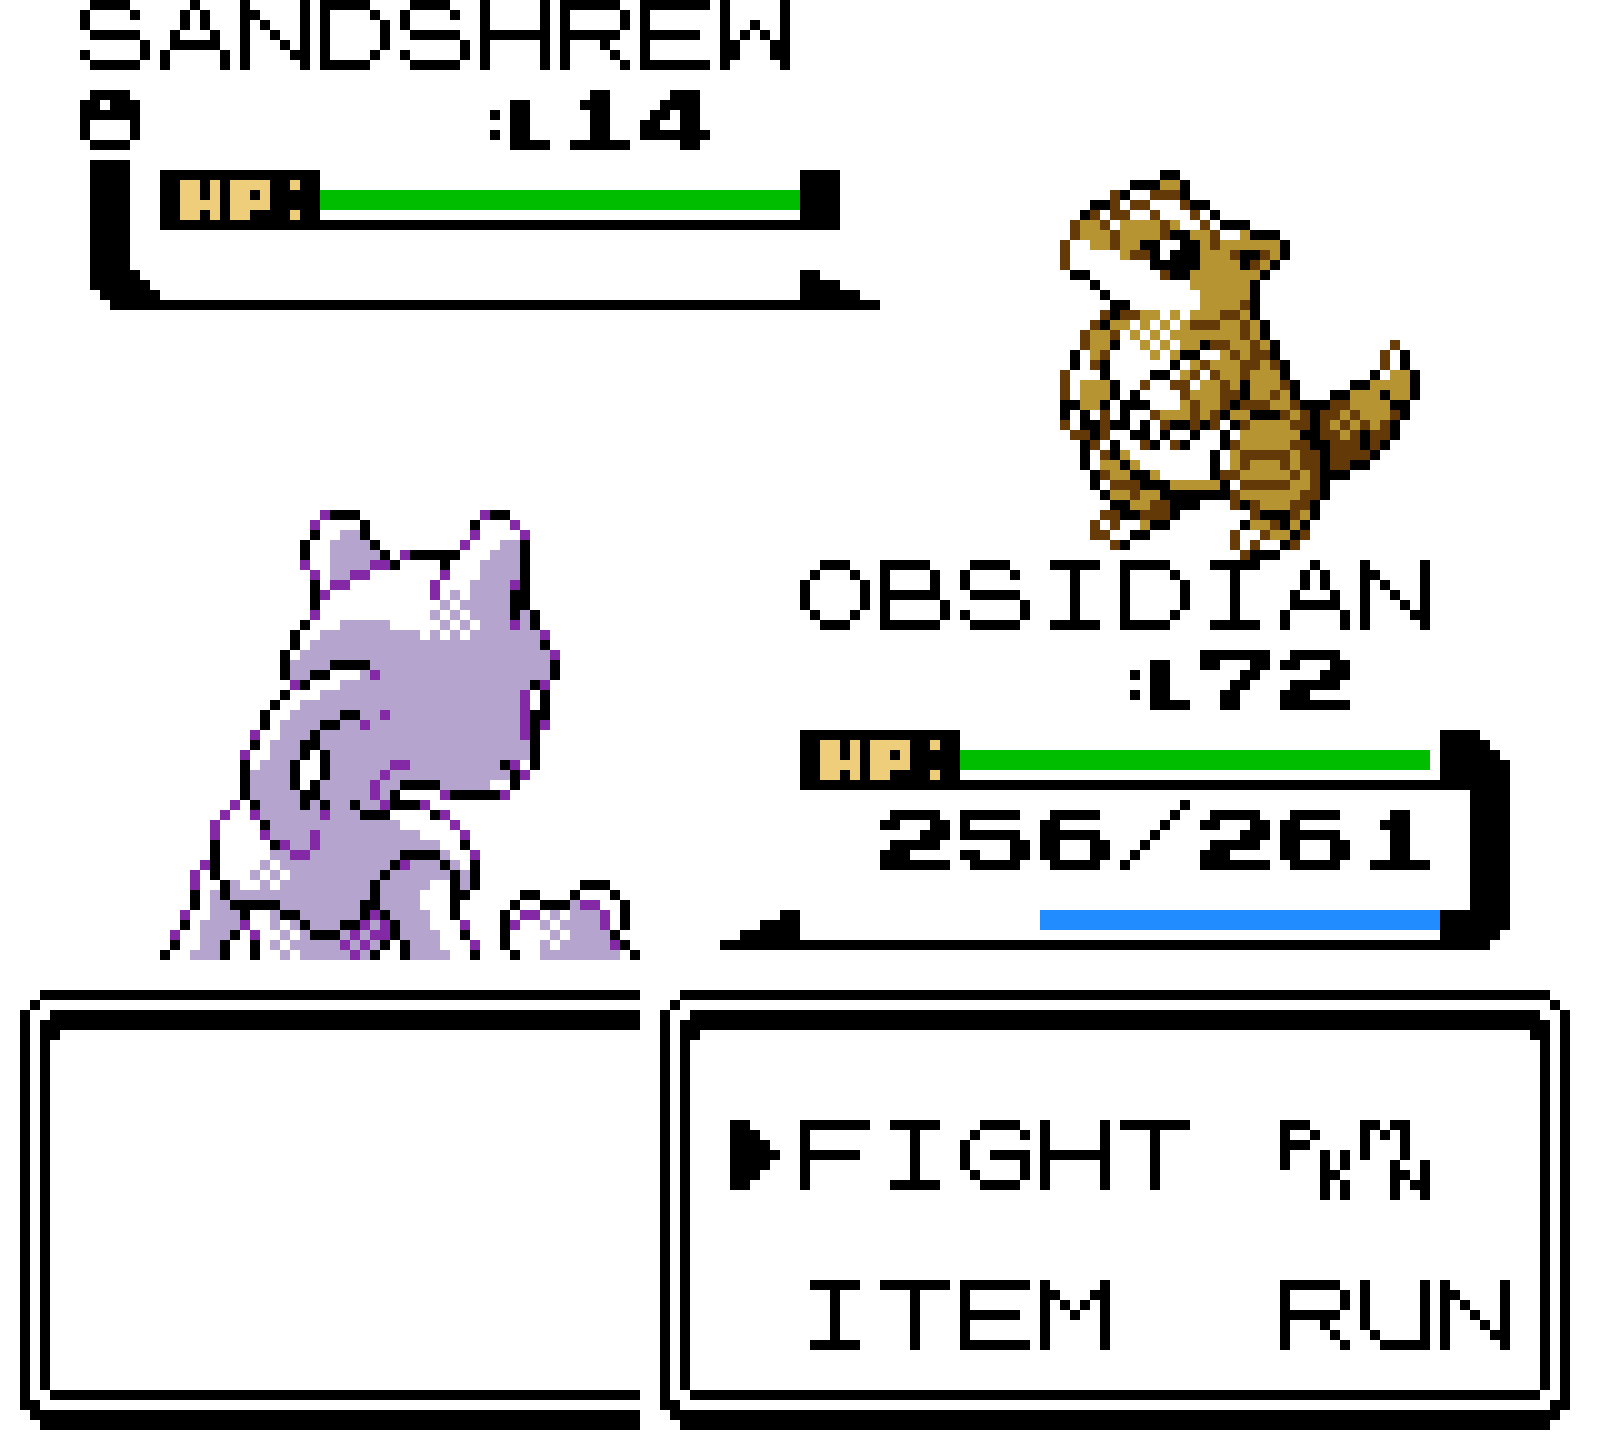 SANDSHREW
:L14
HP:
OBSIDIAN
:L72
HP:
256/261
FIGHT PKMN
ITEM RUN